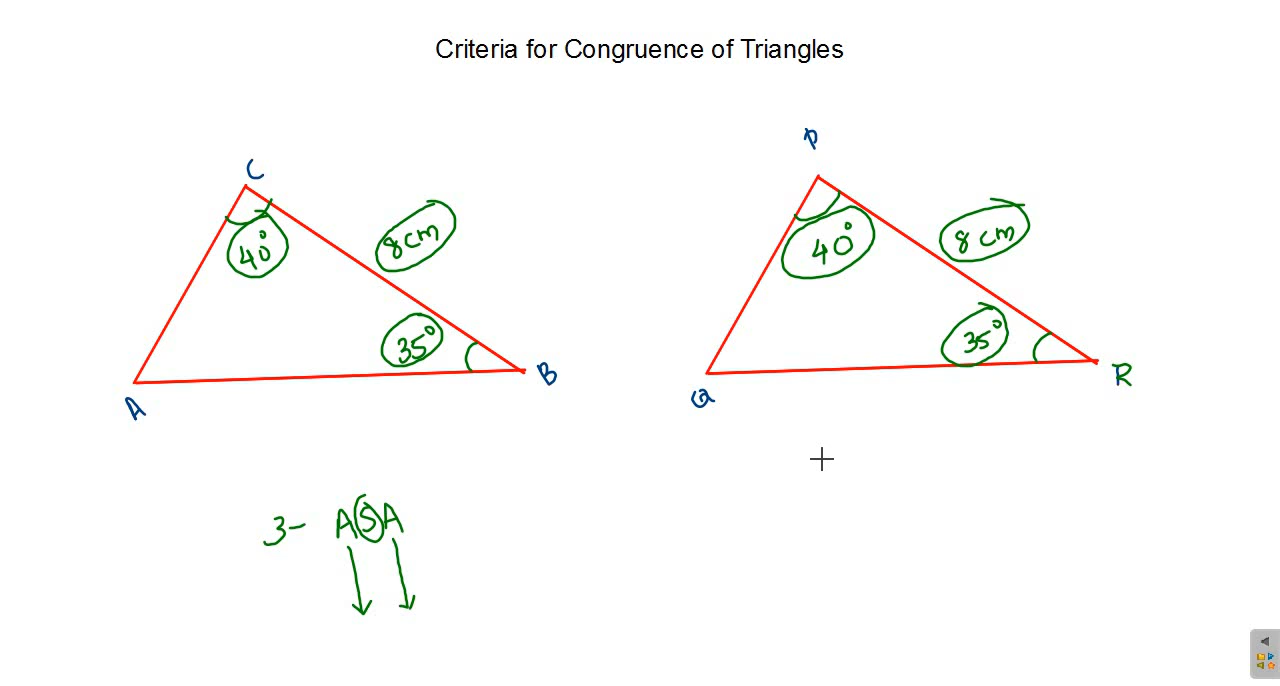 Criteria for Congruence of Triangles
C
40°
8cm
35°
A
B
P
40°
8 cm
35°
Q
R
3- ASA